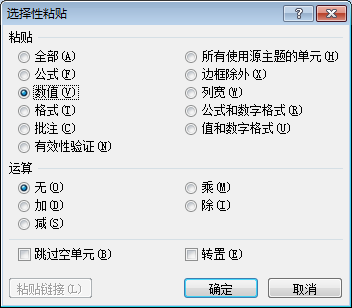 选择性粘贴
粘贴
全部(A) 所有使用源主题的单元(H)
公式(F) 边框除外(X)
数值(V) 列宽(W)
格式(T) 公式和数字格式(R)
批注(C) 值和数字格式(U)
有效性验证(N)
运算
无(O) 乘(M)
加(D) 除(I)
减(S)
跳过空单元(B) 转置(E)
粘贴链接(L) 确定 取消